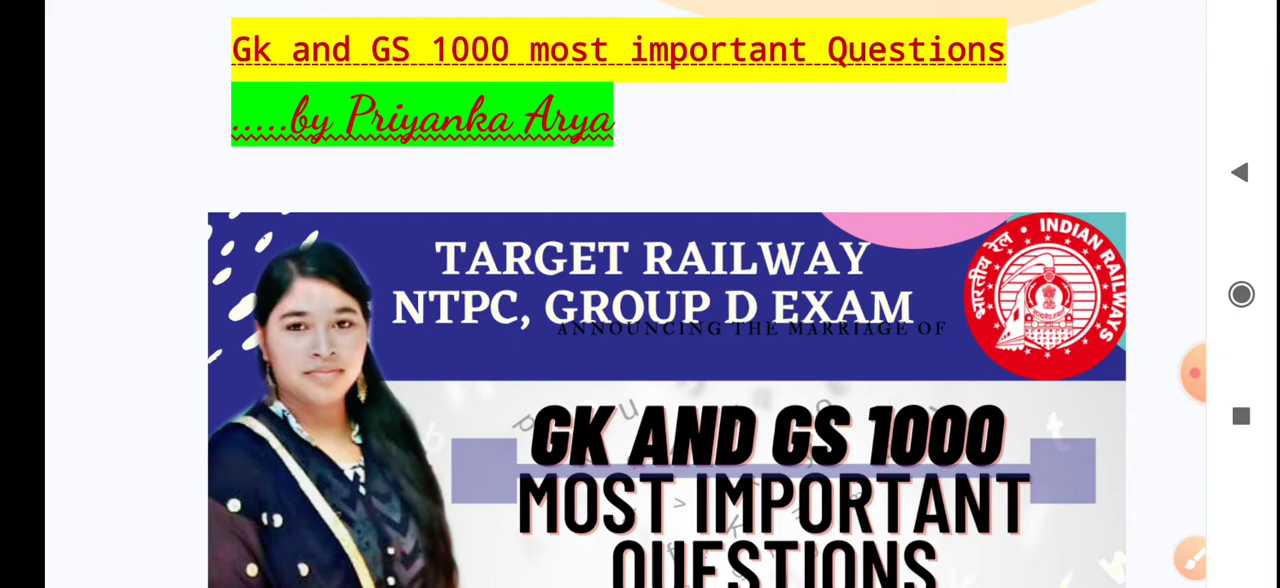 Gk and GS 1000 most important Questions
.....by Priyanka Arya
TARGET RAILWAY
NTPC, GROUP D EXAM
ANNOUNCING THE MARRIAGE OF
भारतीय रेल • INDIAN RAILWAYS
GK AND GS 1000
MOST IMPORTANT
QUESTIONS